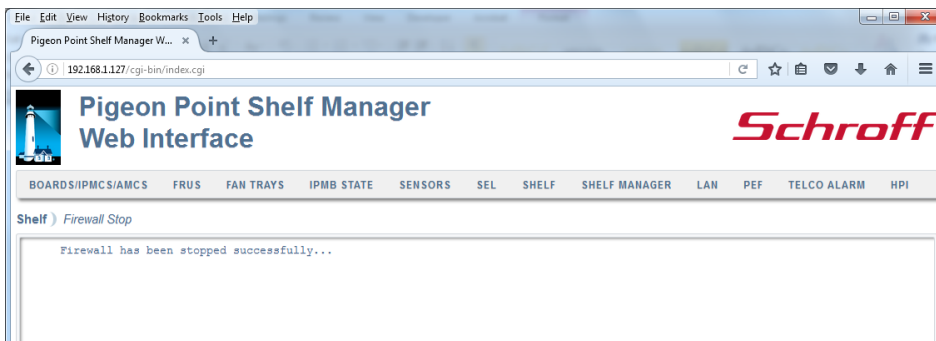 File Edit View History Bookmarks Tools Help
Pigeon Point Shelf Manager W... × +
192.168.1.127/cgi-bin/index.cgi
Pigeon Point Shelf Manager
Web Interface
Schroff
BOARDS/IPMCS/AMCS FRUS FAN TRAYS IPMB STATE SENSORS SEL SHELF SHELF MANAGER LAN PEF TELCO ALARM HPI
Shelf ) Firewall Stop
Firewall has been stopped successfully...